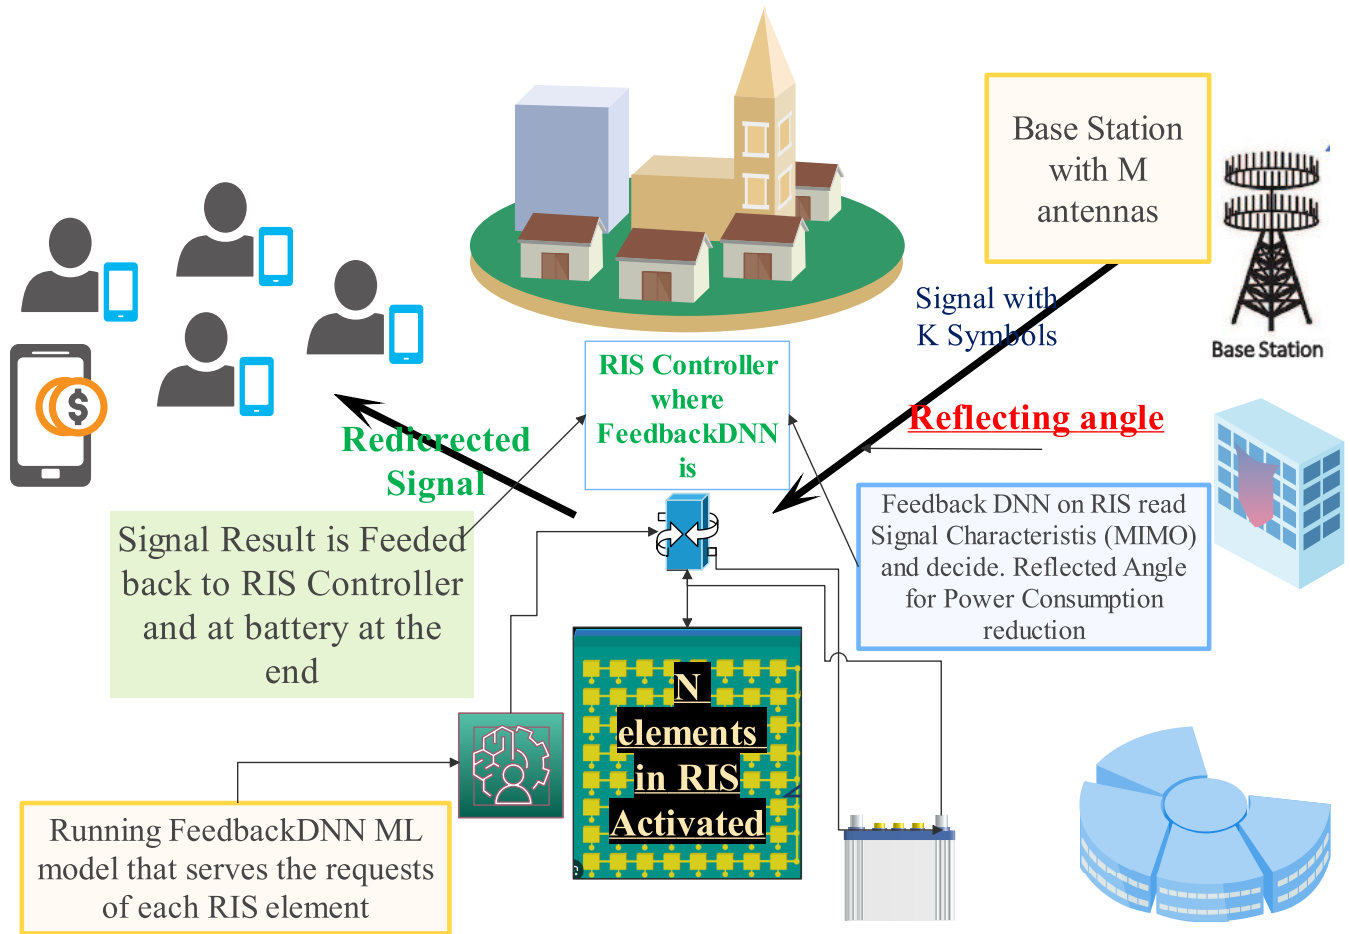 Base Station
with M
antennas
Base Station
Signal with
K Symbols
RIS Controller
where
FeedbackDNN
is
Reflecting angle
Redicrected
Signal
$
Signal Result is Feeded
back to RIS Controller
and at battery at the
end
Feedback DNN on RIS read
Signal Characteristis (MIMO)
and decide. Reflected Angle
for Power Consumption
reduction
N
elements
in RIS
Activated
Running FeedbackDNN ML
model that serves the requests
of each RIS element